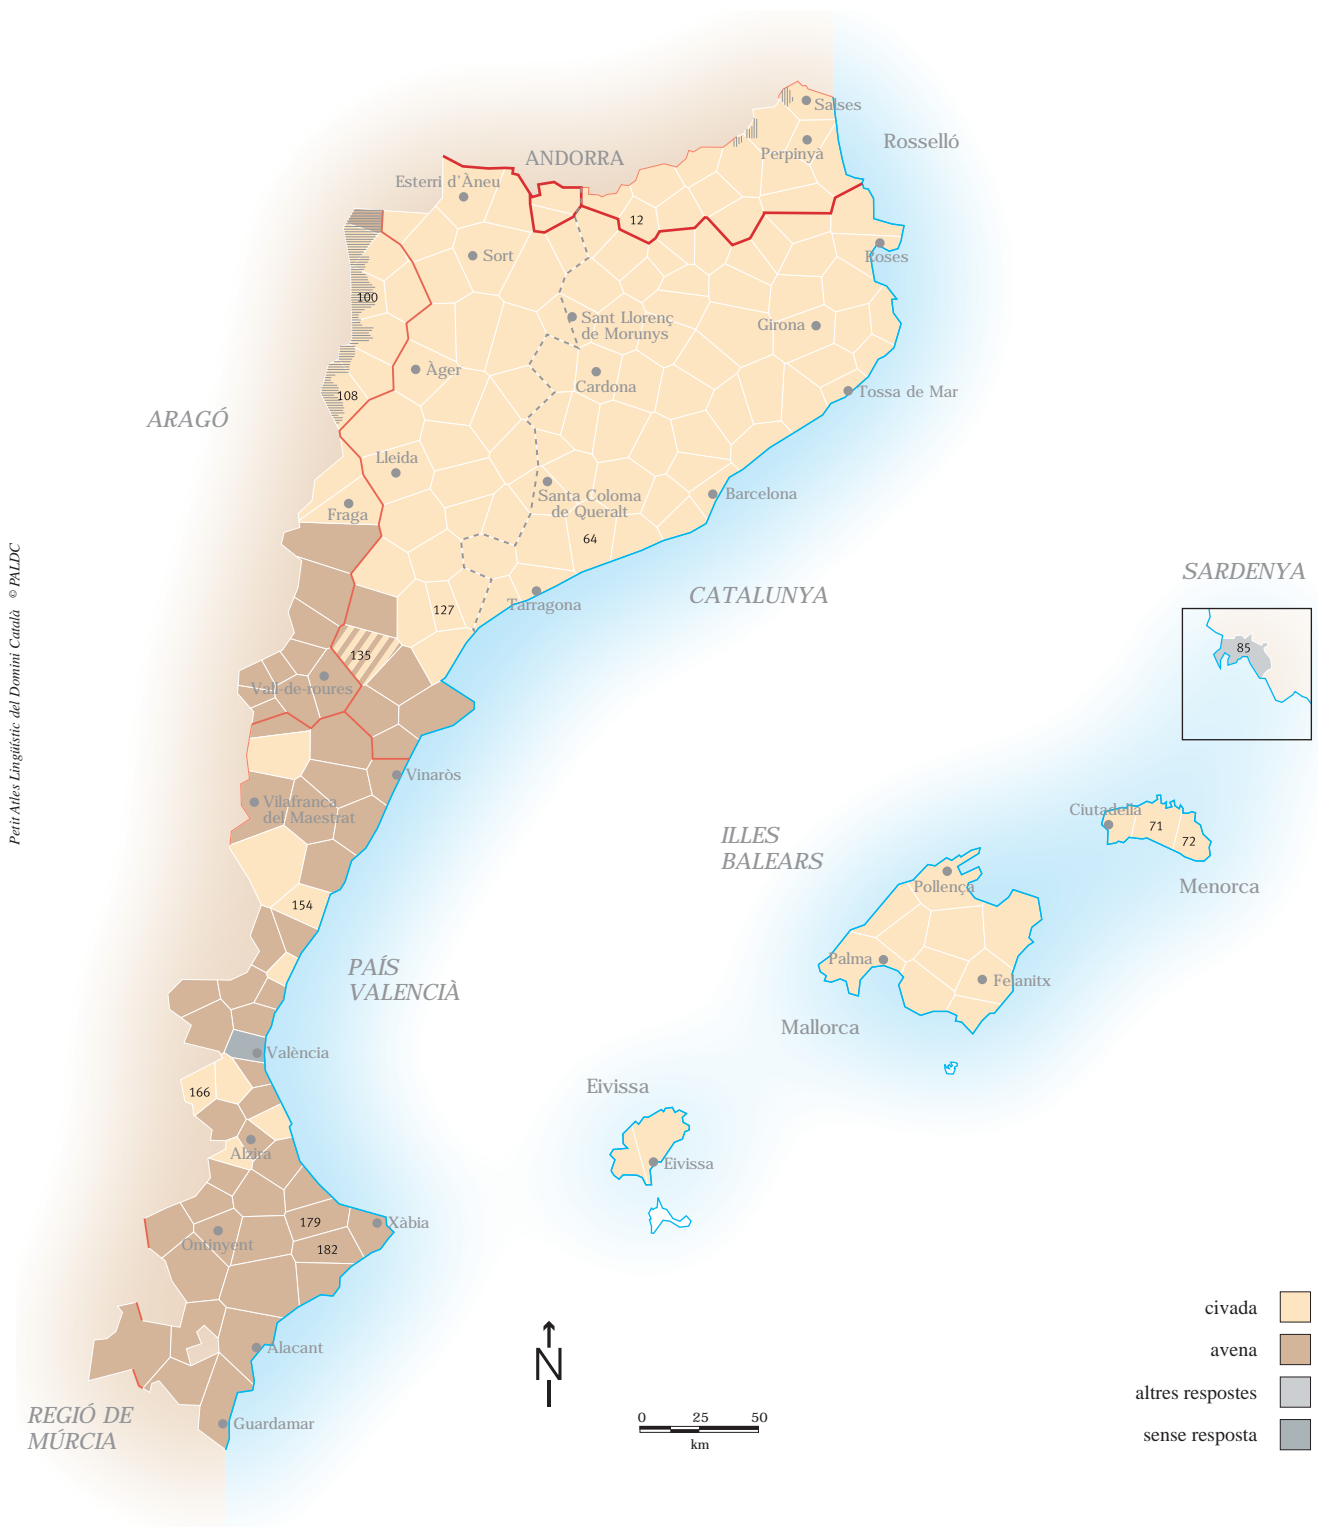 Salses
Rosselló
Perpinyà
ANDORRA
Esterri d'Àneu
12
Roses
Sort
100
Sant Llorenç
de Morunys
Girona
Àger
Cardona
Tossa de Mar
108
ARAGÓ
Lleida
Santa Coloma
de Queralt
Barcelona
Fraga
64
Petit Atles Lingüístic del Domini Català © PALDC
SARDENYA
CATALUNYA
127
Tarragona
85
135
Vall-de-roures
Vinaròs
Vilafranca
del Maestrat
Ciutadella
71
72
ILLES
BALEARS
Pollença
Menorca
154
PAÍS
VALENCIÀ
Palma
Felanitx
Mallorca
València
166
Eivissa
Alzira
Eivissa
179
Xàbia
Ontinyent
182
civada
Alacant
avena
N
altres respostes
REGIÓ DE
MÚRCIA
Guardamar
0 25 50
km
sense resposta